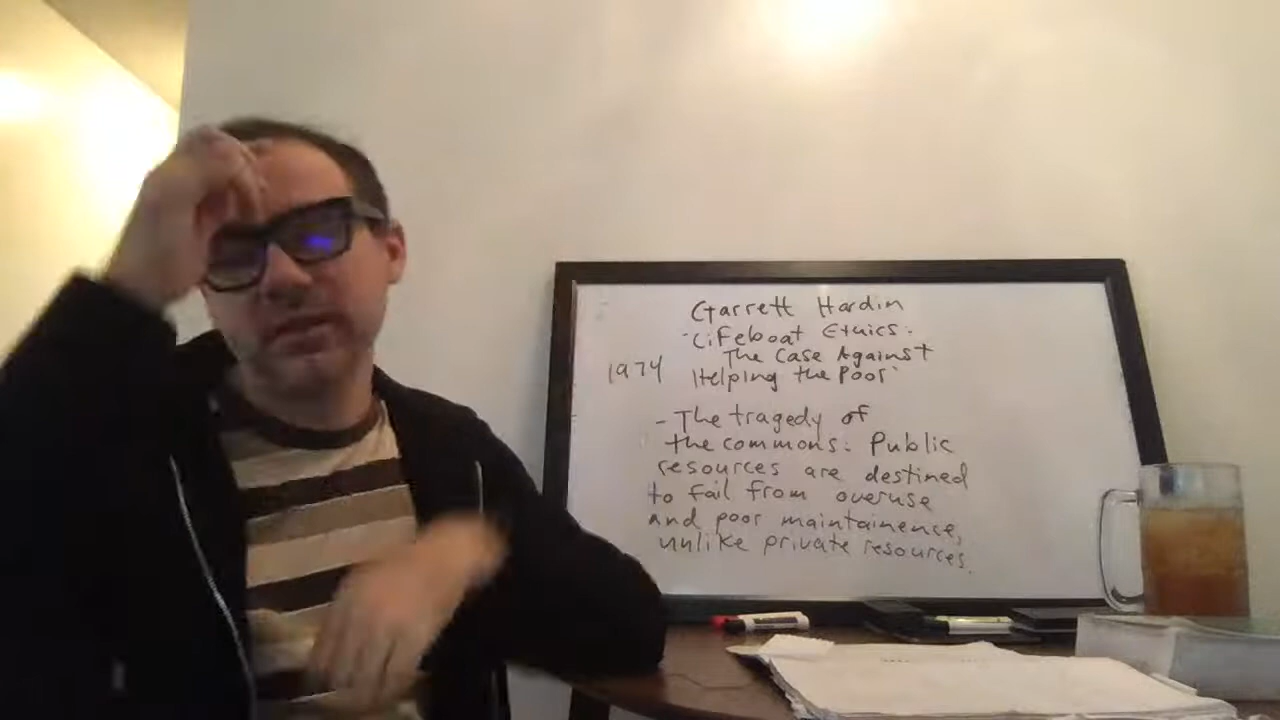 Garrett Hardin
"Lifeboat Ethics:
The Case Against
1974 Helping the Poor"
- The tragedy of
the commons: Public
resources are destined
to fail from overuse
and poor maintainence,
unlike private resources.